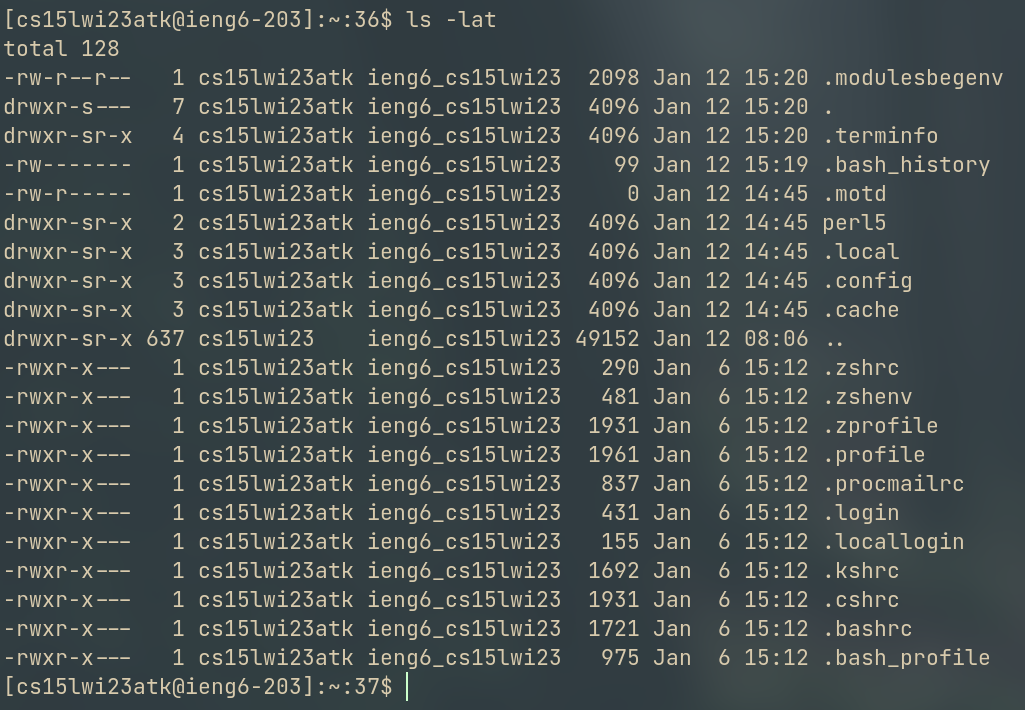 [cs15lwi23atk@ieng6-203]:~:36$ ls -lat
total 128
-rw-r--r--   1 cs15lwi23atk ieng6_cs15lwi23  2098 Jan 12 15:20 .modulesbegenv
drwxr-s---   7 cs15lwi23atk ieng6_cs15lwi23  4096 Jan 12 15:20 .
drwxr-sr-x   4 cs15lwi23atk ieng6_cs15lwi23  4096 Jan 12 15:20 .terminfo
-rw-------   1 cs15lwi23atk ieng6_cs15lwi23    99 Jan 12 15:19 .bash_history
-rw-r-----   1 cs15lwi23atk ieng6_cs15lwi23     0 Jan 12 14:45 .motd
drwxr-sr-x   2 cs15lwi23atk ieng6_cs15lwi23  4096 Jan 12 14:45 perl5
drwxr-sr-x   3 cs15lwi23atk ieng6_cs15lwi23  4096 Jan 12 14:45 .local
drwxr-sr-x   3 cs15lwi23atk ieng6_cs15lwi23  4096 Jan 12 14:45 .config
drwxr-sr-x   3 cs15lwi23atk ieng6_cs15lwi23  4096 Jan 12 14:45 .cache
drwxr-sr-x 637 cs15lwi23    ieng6_cs15lwi23 49152 Jan 12 08:06 ..
-rwxr-x---   1 cs15lwi23atk ieng6_cs15lwi23   290 Jan  6 15:12 .zshrc
-rwxr-x---   1 cs15lwi23atk ieng6_cs15lwi23   481 Jan  6 15:12 .zshenv
-rwxr-x---   1 cs15lwi23atk ieng6_cs15lwi23  1931 Jan  6 15:12 .zprofile
-rwxr-x---   1 cs15lwi23atk ieng6_cs15lwi23  1961 Jan  6 15:12 .profile
-rwxr-x---   1 cs15lwi23atk ieng6_cs15lwi23   837 Jan  6 15:12 .procmailrc
-rwxr-x---   1 cs15lwi23atk ieng6_cs15lwi23   431 Jan  6 15:12 .login
-rwxr-x---   1 cs15lwi23atk ieng6_cs15lwi23   155 Jan  6 15:12 .locallogin
-rwxr-x---   1 cs15lwi23atk ieng6_cs15lwi23  1692 Jan  6 15:12 .kshrc
-rwxr-x---   1 cs15lwi23atk ieng6_cs15lwi23  1931 Jan  6 15:12 .cshrc
-rwxr-x---   1 cs15lwi23atk ieng6_cs15lwi23  1721 Jan  6 15:12 .bashrc
-rwxr-x---   1 cs15lwi23atk ieng6_cs15lwi23   975 Jan  6 15:12 .bash_profile
[cs15lwi23atk@ieng6-203]:~:37$